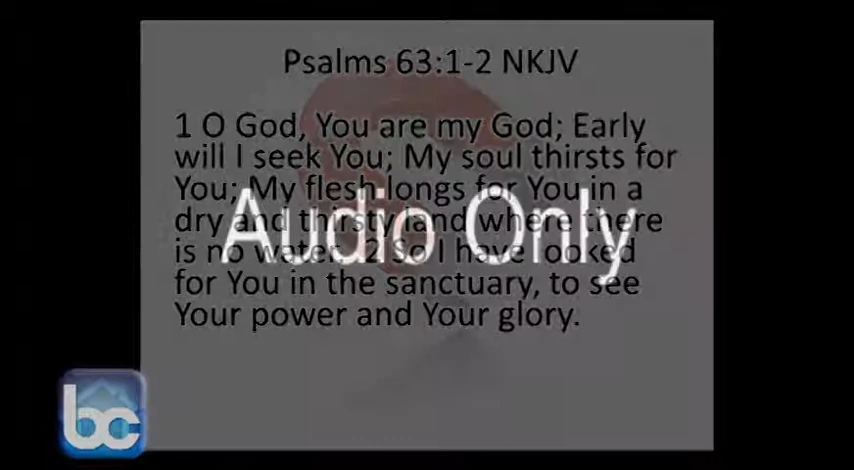 Psalms 63:1-2 NKJV
1 O God, You are my God; Early
will I seek You; My soul thirsts for
You; My flesh longs for You in a
dry and thirsty land where there
Audio Only
is no water. 2 So I have looked
for You in the sanctuary, to see
Your power and Your glory.
bc